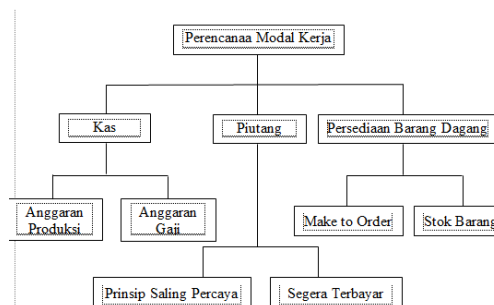 Perencanaa Modal Kerja
Kas
Piutang
Persediaan Barang Dagang
Anggaran
Produksi
Anggaran
Gaji
Make to Order
Stok Barang
Prinsip Saling Percaya
Segera Terbayar